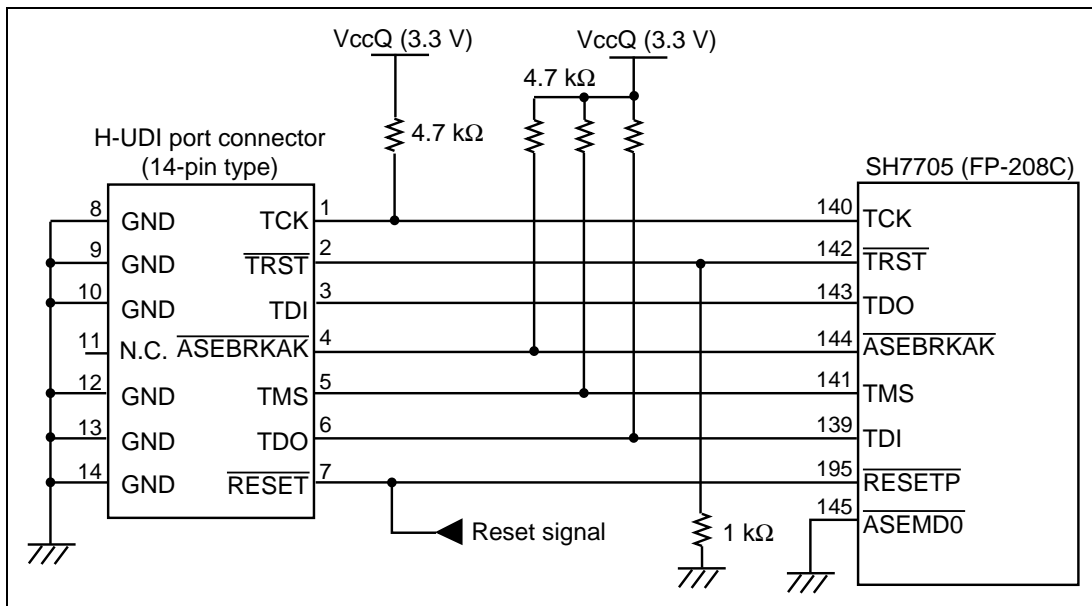 VccQ (3.3 V)
VccQ (3.3 V)
4.7 kΩ
4.7 kΩ
H-UDI port connector
(14-pin type)
SH7705 (FP-208C)
8 GND TCK 1 140 TCK
9 GND TRST 2 142 TRST
10 GND TDI 3 143 TDO
11 N.C. ASEBRKAK 4 144 ASEBRKAK
12 GND TMS 5 141 TMS
13 GND TDO 6 139 TDI
14 GND RESET 7 195 RESETP
145 ASEMD0
Reset signal
1 kΩ